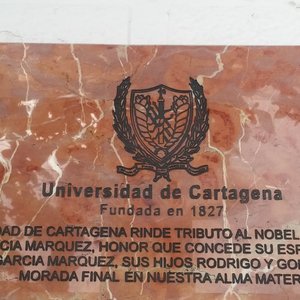 Universidad de Cartagena
Fundada en 1827
DAD DE CARTAGENA RINDE TRIBUTO AL NOBEL
CIA MARQUEZ, HONOR QUE CONCEDE SU ESP
GARCIA MARQUEZ, SUS HIJOS RODRIGO Y GO
MORADA FINAL EN NUESTRA ALMA MATER